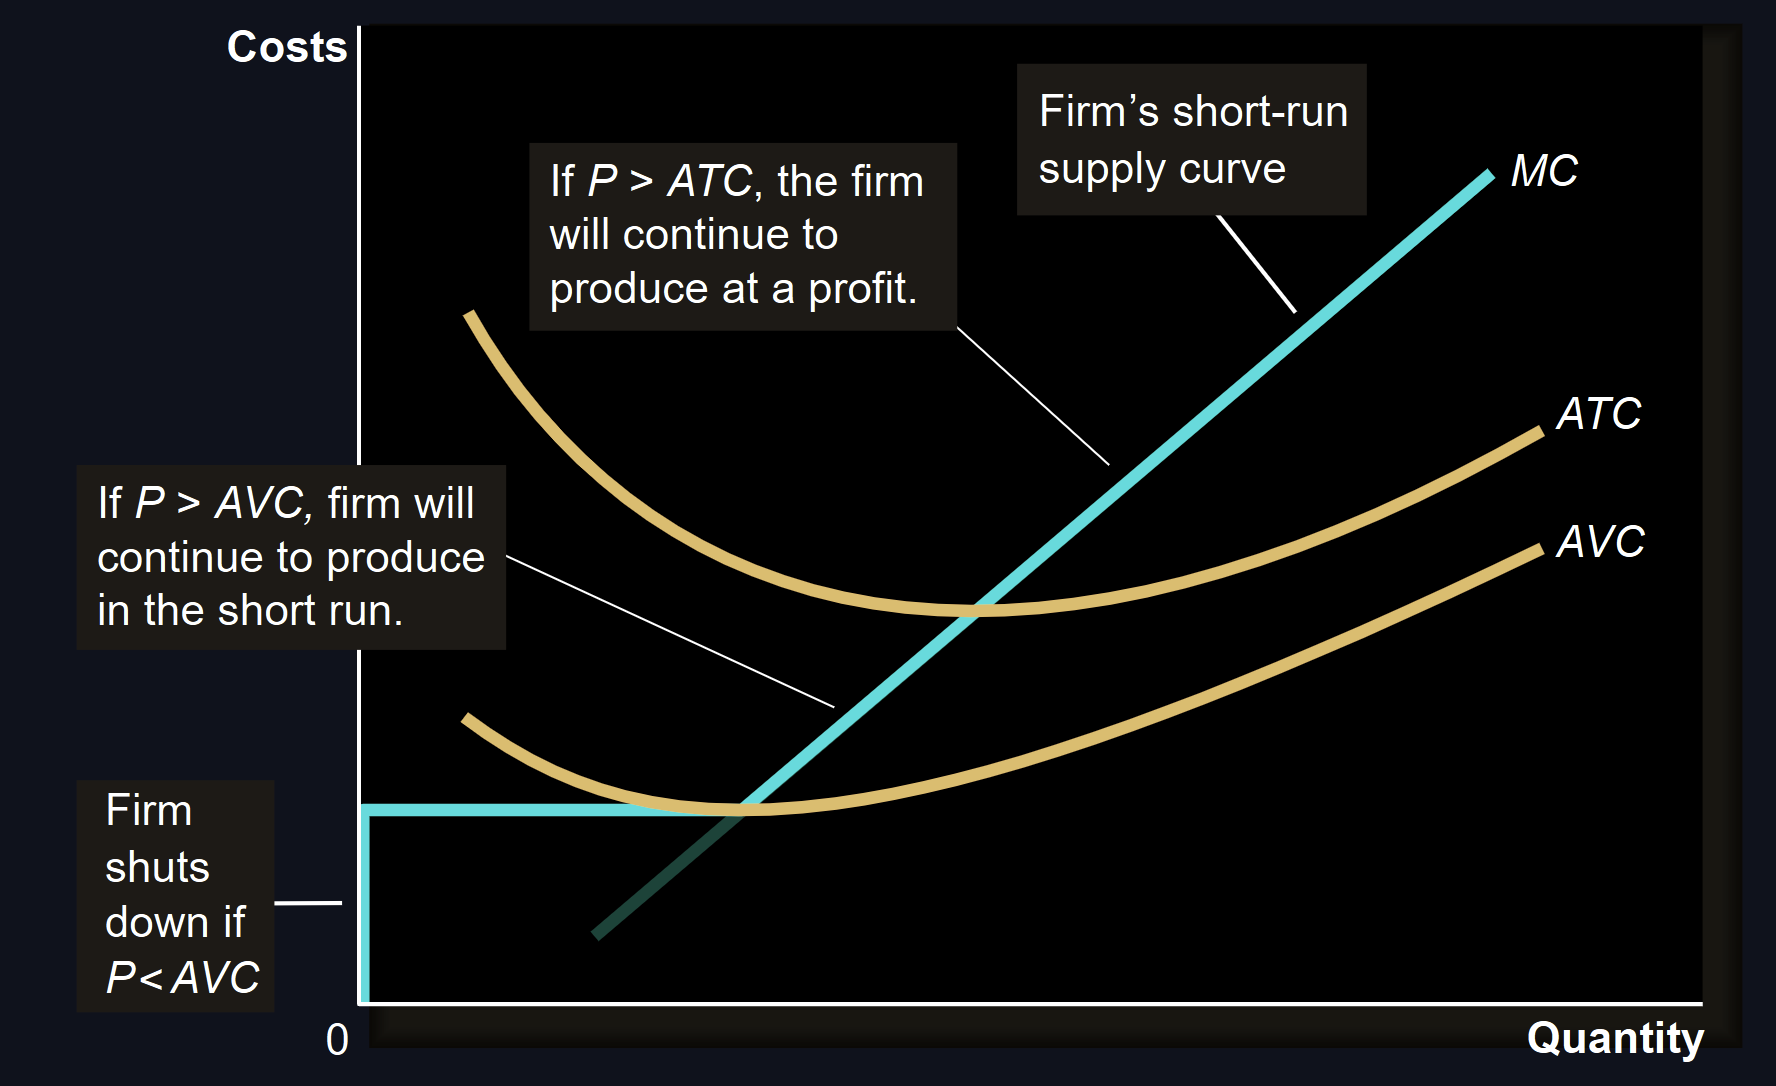 Costs
Firm’s short-run
supply curve
MC
If P > ATC, the firm
will continue to
produce at a profit.
ATC
If P > AVC, firm will
continue to produce
in the short run.
AVC
Firm
shuts
down if
P< AVC
0
Quantity